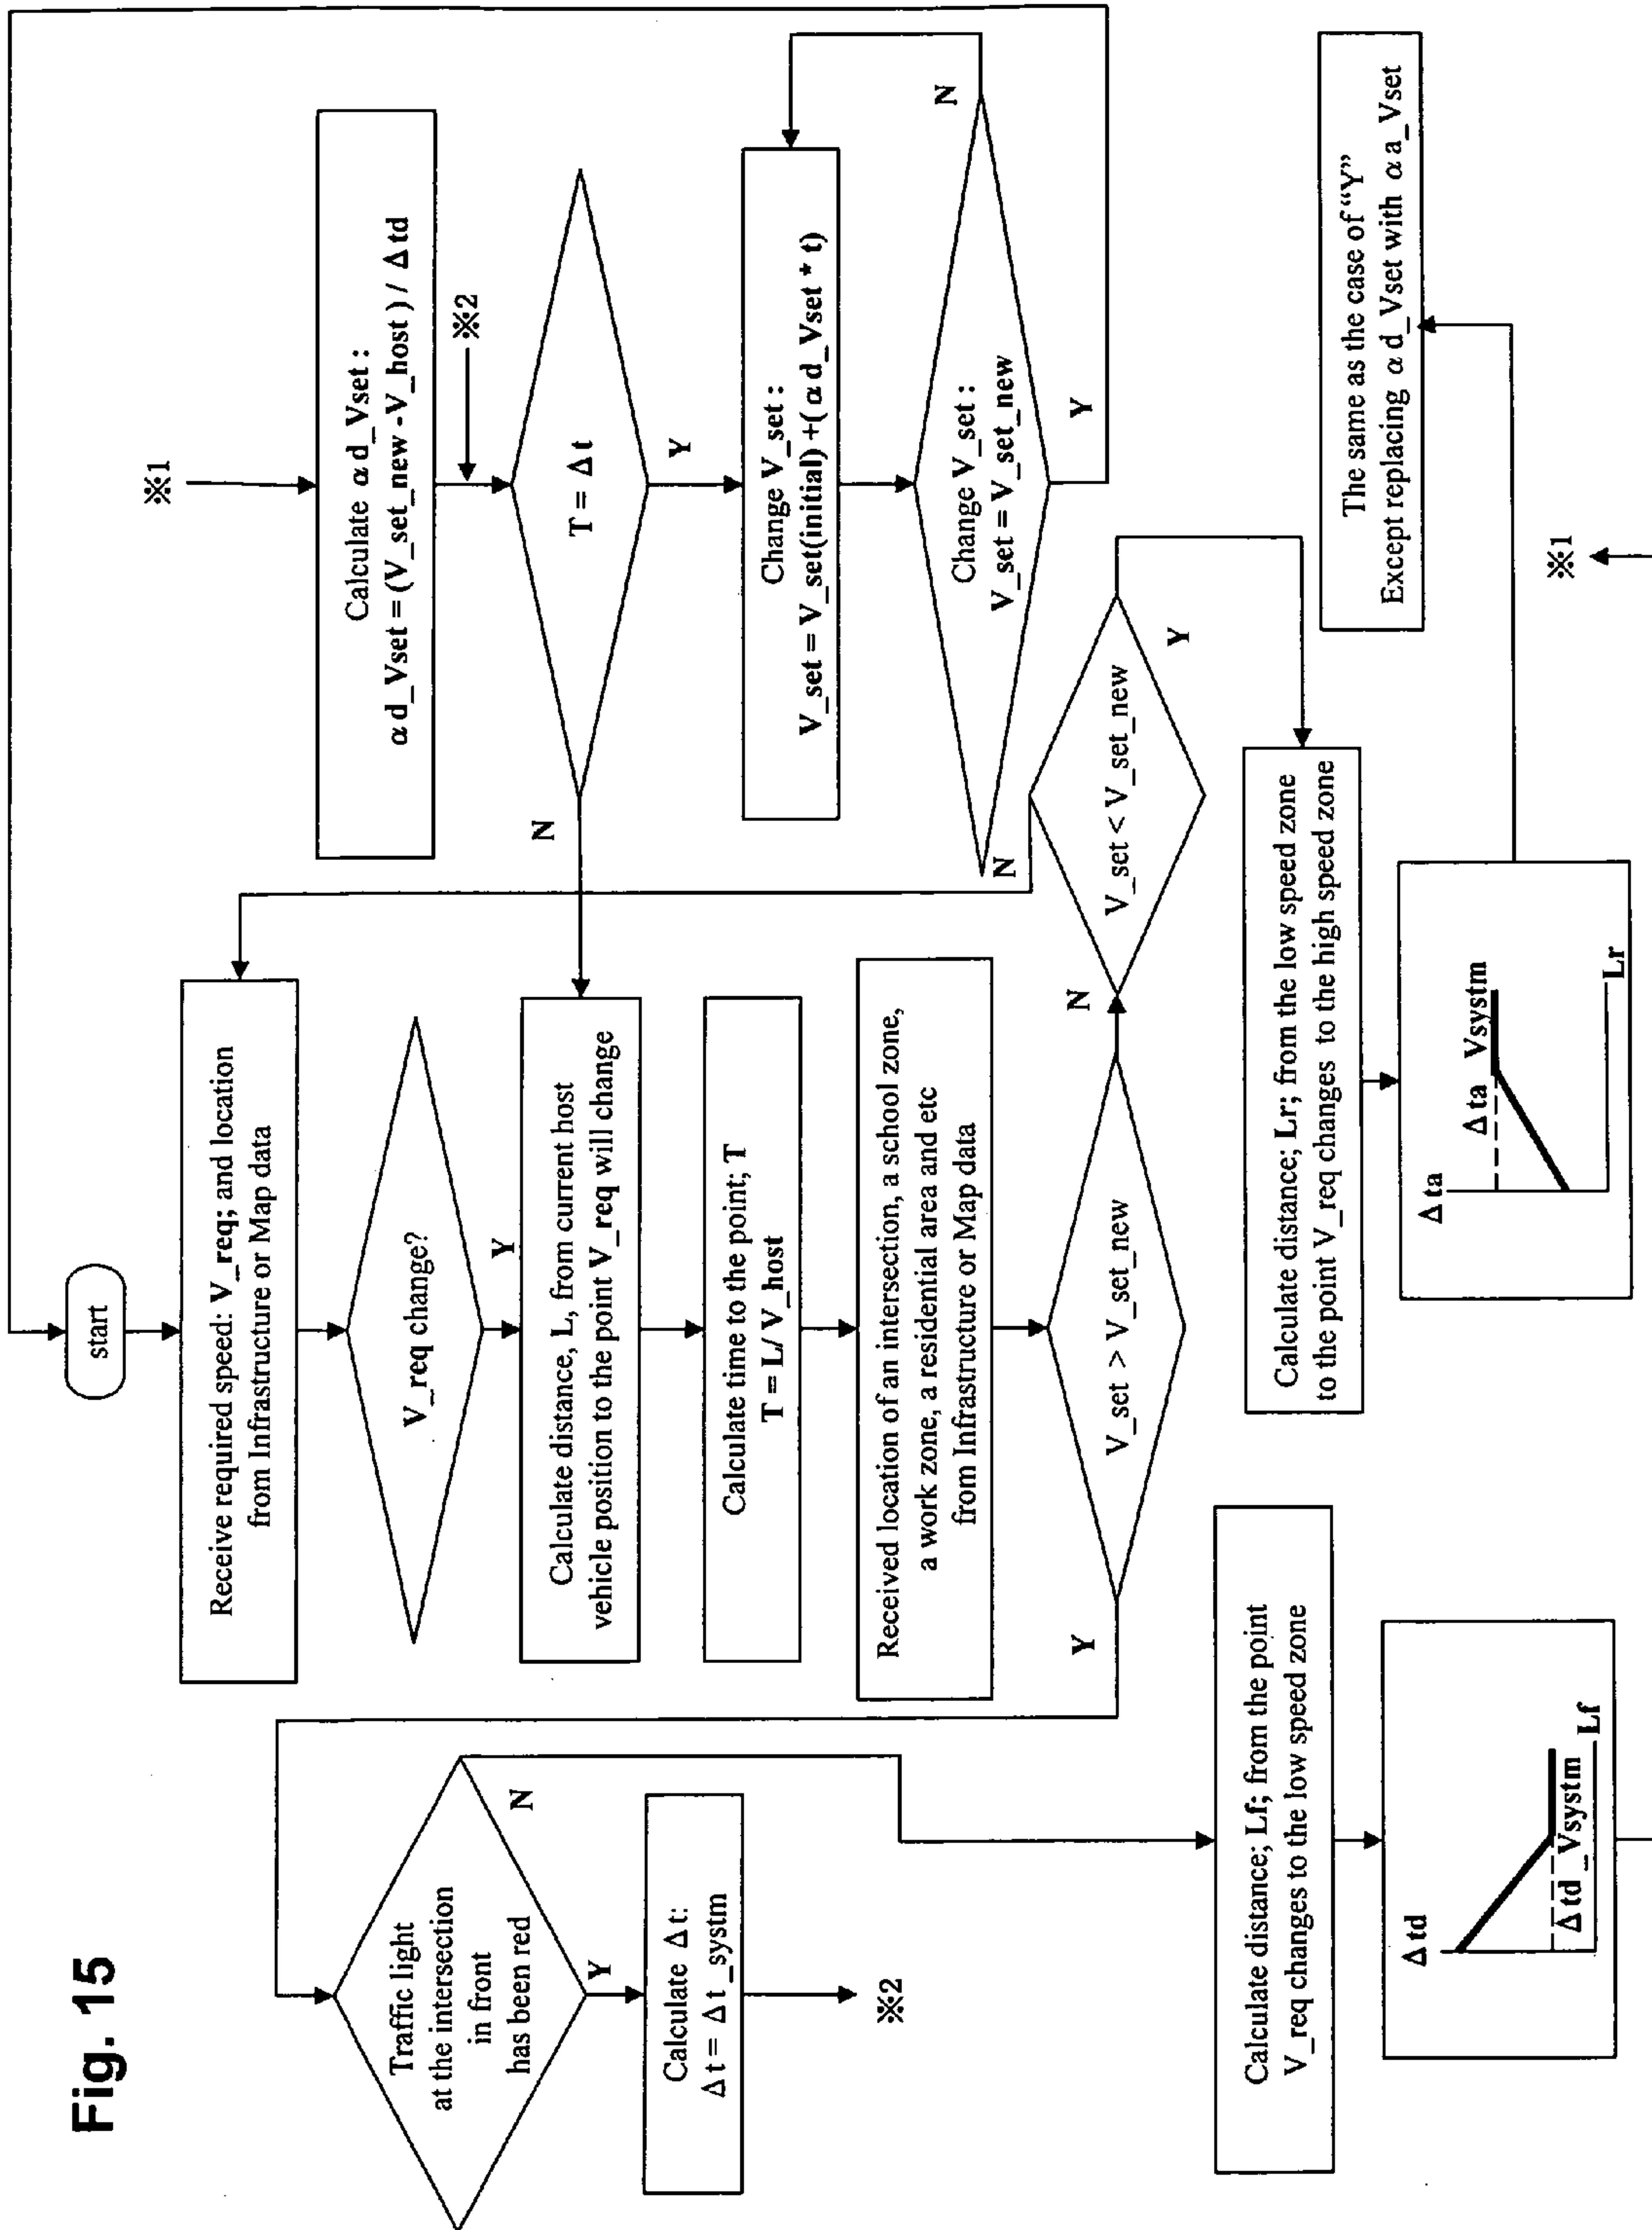 Fig. 15
start
Receive required speed: V_req; and location
from Infrastructure or Map data
V_req change?
Y
Calculate distance, L, from current host
vehicle position to the point V_req will change
Calculate time to the point; T
T = L/ V_host
Received location of an intersection, a school zone,
a work zone, a residential area and etc
from Infrastructure or Map data
V_set > V_set_new
Y
N
Traffic light
at the intersection
in front
has been red
N
Y
Calculate Δt:
Δt = Δt_systm
※2
Calculate distance; Lf; from the point
V_req changes to the low speed zone
Δtd
Δtd_Vsystm
Lf
V_set < V_set_new
N
Y
Calculate distance; Lr; from the low speed zone
to the point V_req changes to the high speed zone
Δta
Δta Vsystm
Lr
The same as the case of “Y”
Except replacing αd_Vset with αa_Vset
※1
※1
Calculate αd_Vset :
αd_Vset = (V_set_new -V_host ) / Δtd
※2
T = Δt
N
Y
Change V_set :
V_set = V_set(initial) +(αd_Vset * t)
Change V_set :
V_set = V_set_new
N
Y